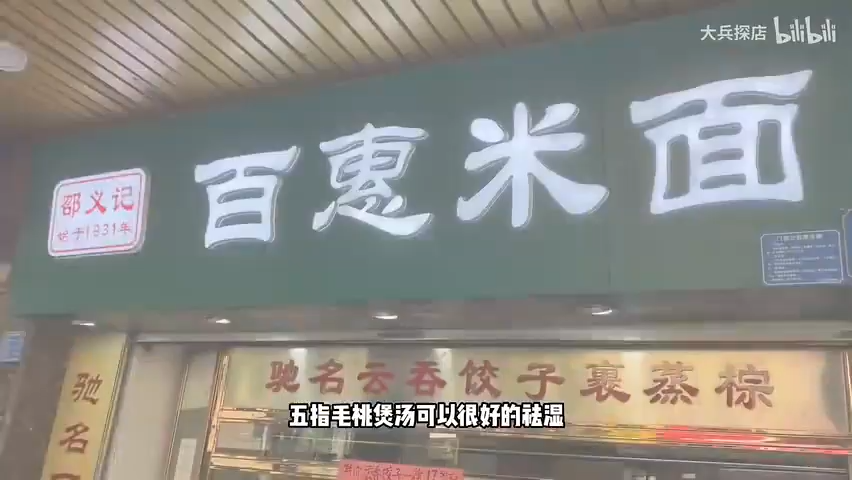 大兵探店 bilibili
百惠米面
邵义记
始于1931年
驰名云吞饺子裹蒸棕
驰名
五指毛桃煲汤可以很好的祛湿